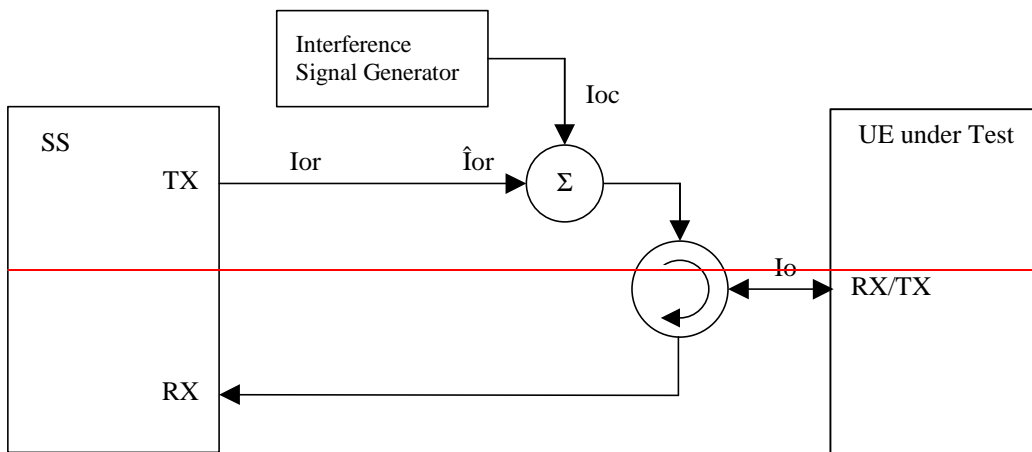 Interference
Signal Generator
Ioc
SS
UE under Test
TX
Ior
Îor
Σ
Io
RX/TX
RX